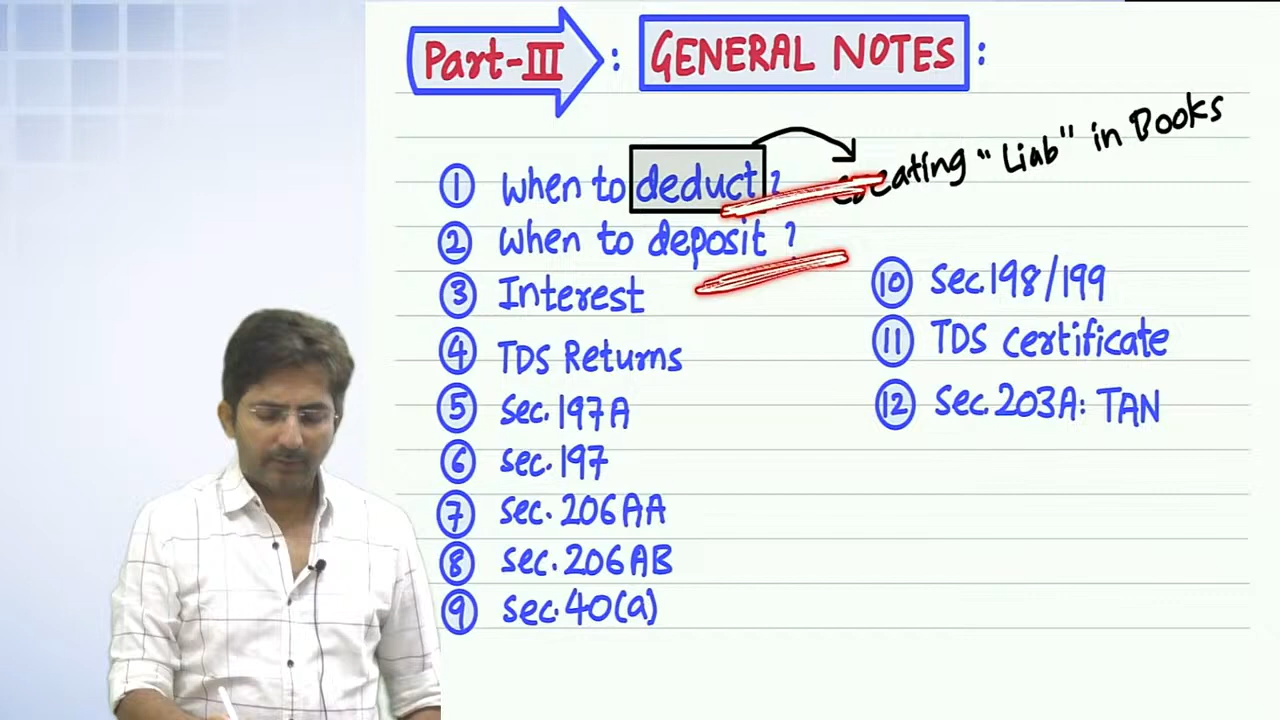 Part-III : GENERAL NOTES :
creating "Liab" in Books
① When to deduct ?
② When to deposit ?
③ Interest
④ TDS Returns
⑤ Sec. 197A
⑥ Sec. 197
⑦ Sec. 206AA
⑧ Sec. 206AB
⑨ Sec. 40(a)
⑩ Sec 198/199
⑪ TDS certificate
⑫ Sec. 203A: TAN